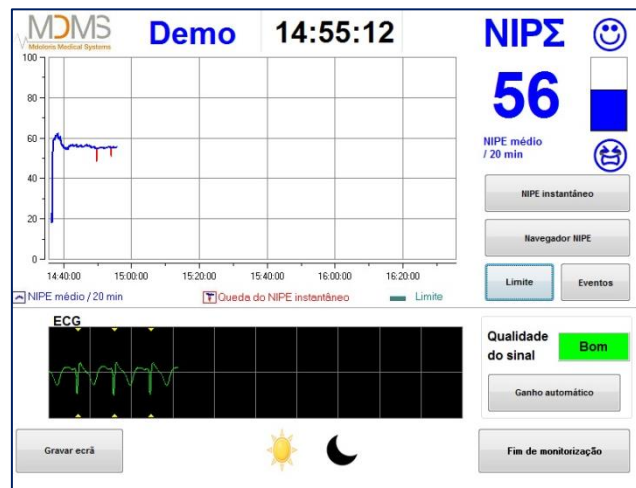 MDMS
Mdoloris Medical Systems
Demo
14:55:12
NIPΣ
100
80
60
40
20
0
14:40:00 15:00:00 15:20:00 15:40:00 16:00:00 16:20:00
NIPE médio / 20 min Queda do NIPE instantâneo Limite
56
NIPE médio
/ 20 min
NIPE instantâneo
Navegador NIPE
Limite Eventos
ECG
Qualidade
do sinal
Bom
Ganho automático
Gravar ecrã
Fim de monitorização